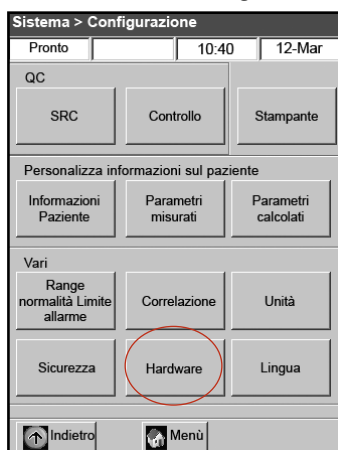 Sistema > Configurazione
Pronto 10:40 12-Mar
QC
SRC Controllo Stampante
Personalizza informazioni sul paziente
Informazioni Paziente
Parametri misurati
Parametri calcolati
Vari
Range normalità Limite allarme
Correlazione
Unità
Sicurezza Hardware Lingua
Indietro Menù